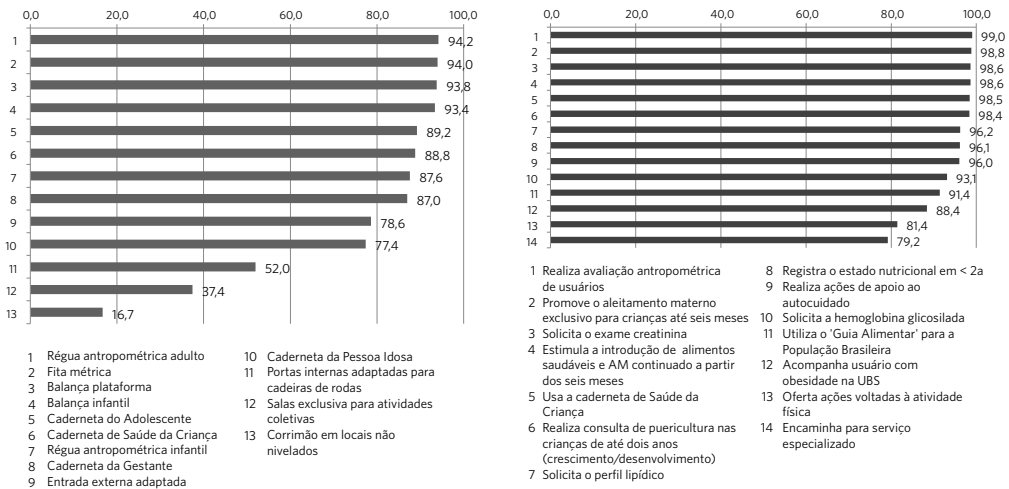 0,0 20,0 40,0 60,0 80,0 100,0
1 94,2
2 94,0
3 93,8
4 93,4
5 89,2
6 88,8
7 87,6
8 87,0
9 78,6
10 77,4
11 52,0
12 37,4
13 16,7
1 Régua antropométrica adulto
2 Fita métrica
3 Balança plataforma
4 Balança infantil
5 Caderneta do Adolescente
6 Caderneta de Saúde da Criança
7 Régua antropométrica infantil
8 Caderneta da Gestante
9 Entrada externa adaptada
10 Caderneta da Pessoa Idosa
11 Portas internas adaptadas para
cadeiras de rodas
12 Salas exclusiva para atividades
coletivas
13 Corrimão em locais não
nivelados
0,0 20,0 40,0 60,0 80,0 100,0
1 99,0
2 98,8
3 98,6
4 98,6
5 98,5
6 98,4
7 96,2
8 96,1
9 96,0
10 93,1
11 91,4
12 88,4
13 81,4
14 79,2
1 Realiza avaliação antropométrica
de usuários
2 Promove o aleitamento materno
exclusivo para crianças até seis meses
3 Solicita o exame creatinina
4 Estimula a introdução de alimentos
saudáveis e AM continuado a partir
dos seis meses
5 Usa a caderneta de Saúde da
Criança
6 Realiza consulta de puericultura nas
crianças de até dois anos
(crescimento/desenvolvimento)
7 Solicita o perfil lipídico
8 Registra o estado nutricional em < 2a
9 Realiza ações de apoio ao
autocuidado
10 Solicita a hemoglobina glicosilada
11 Utiliza o 'Guia Alimentar' para a
População Brasileira
12 Acompanha usuário com
obesidade na UBS
13 Oferta ações voltadas à atividade
física
14 Encaminha para serviço
especializado